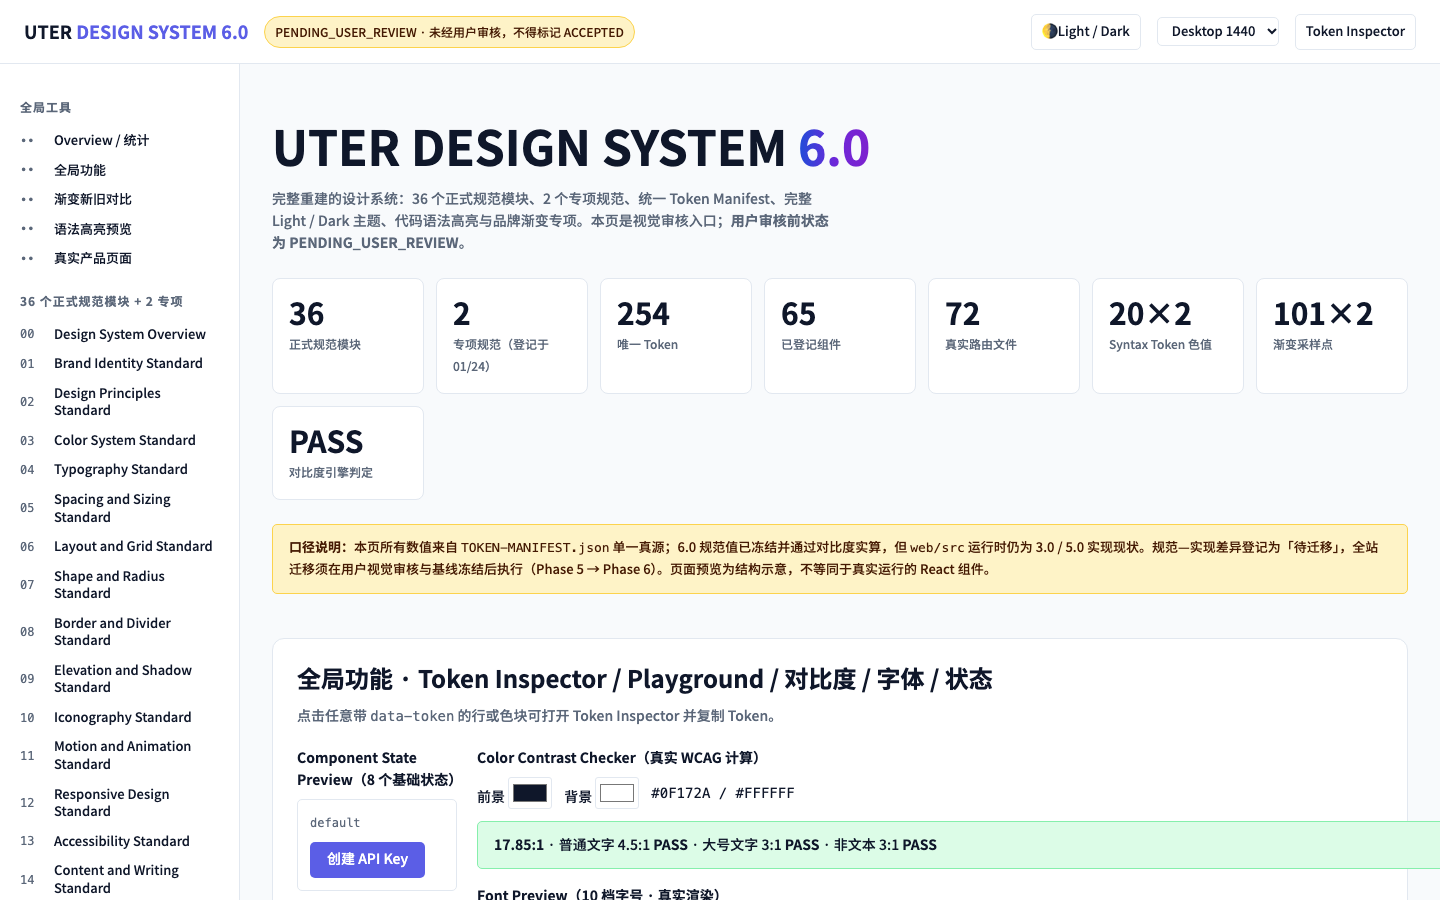 UTER DESIGN SYSTEM 6.0
PENDING_USER_REVIEW · 未经用户审核，不得标记 ACCEPTED
Light / Dark
Desktop 1440
Token Inspector
全局工具
Overview / 统计
全局功能
渐变新旧对比
语法高亮预览
真实产品页面
36 个正式规范模块 + 2 专项
00 Design System Overview
01 Brand Identity Standard
02 Design Principles
Standard
03 Color System Standard
04 Typography Standard
05 Spacing and Sizing
Standard
06 Layout and Grid Standard
07 Shape and Radius
Standard
08 Border and Divider
Standard
09 Elevation and Shadow
Standard
10 Iconography Standard
11 Motion and Animation
Standard
12 Responsive Design
Standard
13 Accessibility Standard
14 Content and Writing
Standard
UTER DESIGN SYSTEM 6.0
完整重建的设计系统：36 个正式规范模块、2 个专项规范、统一 Token Manifest、完整
Light / Dark 主题、代码语法高亮与品牌渐变专项。本页是视觉审核入口；用户审核前状态
为 PENDING_USER_REVIEW。
36
正式规范模块
2
专项规范（登记于
01/24）
254
唯一 Token
65
已登记组件
72
真实路由文件
20×2
Syntax Token 色值
101×2
渐变采样点
PASS
对比度引擎判定
口径说明：本页所有数值来自 TOKEN-MANIFEST.json 单一真源；6.0 规范值已冻结并通过对比度实算，但 web/src 运行时仍为 3.0 / 5.0 实现现状。规范—实现差异登记为「待迁移」，全站
迁移须在用户视觉审核与基线冻结后执行（Phase 5 → Phase 6）。页面预览为结构示意，不等同于真实运行的 React 组件。
全局功能 · Token Inspector / Playground / 对比度 / 字体 / 状态
点击任意带 data-token 的行或色块可打开 Token Inspector 并复制 Token。
Component State
Preview（8 个基础状态）
default
创建 API Key
Color Contrast Checker（真实 WCAG 计算）
前景 背景 #0F172A / #FFFFFF
17.85:1 · 普通文字 4.5:1 PASS · 大号文字 3:1 PASS · 非文本 3:1 PASS
Font Preview（10 档字号 · 真实渲染）